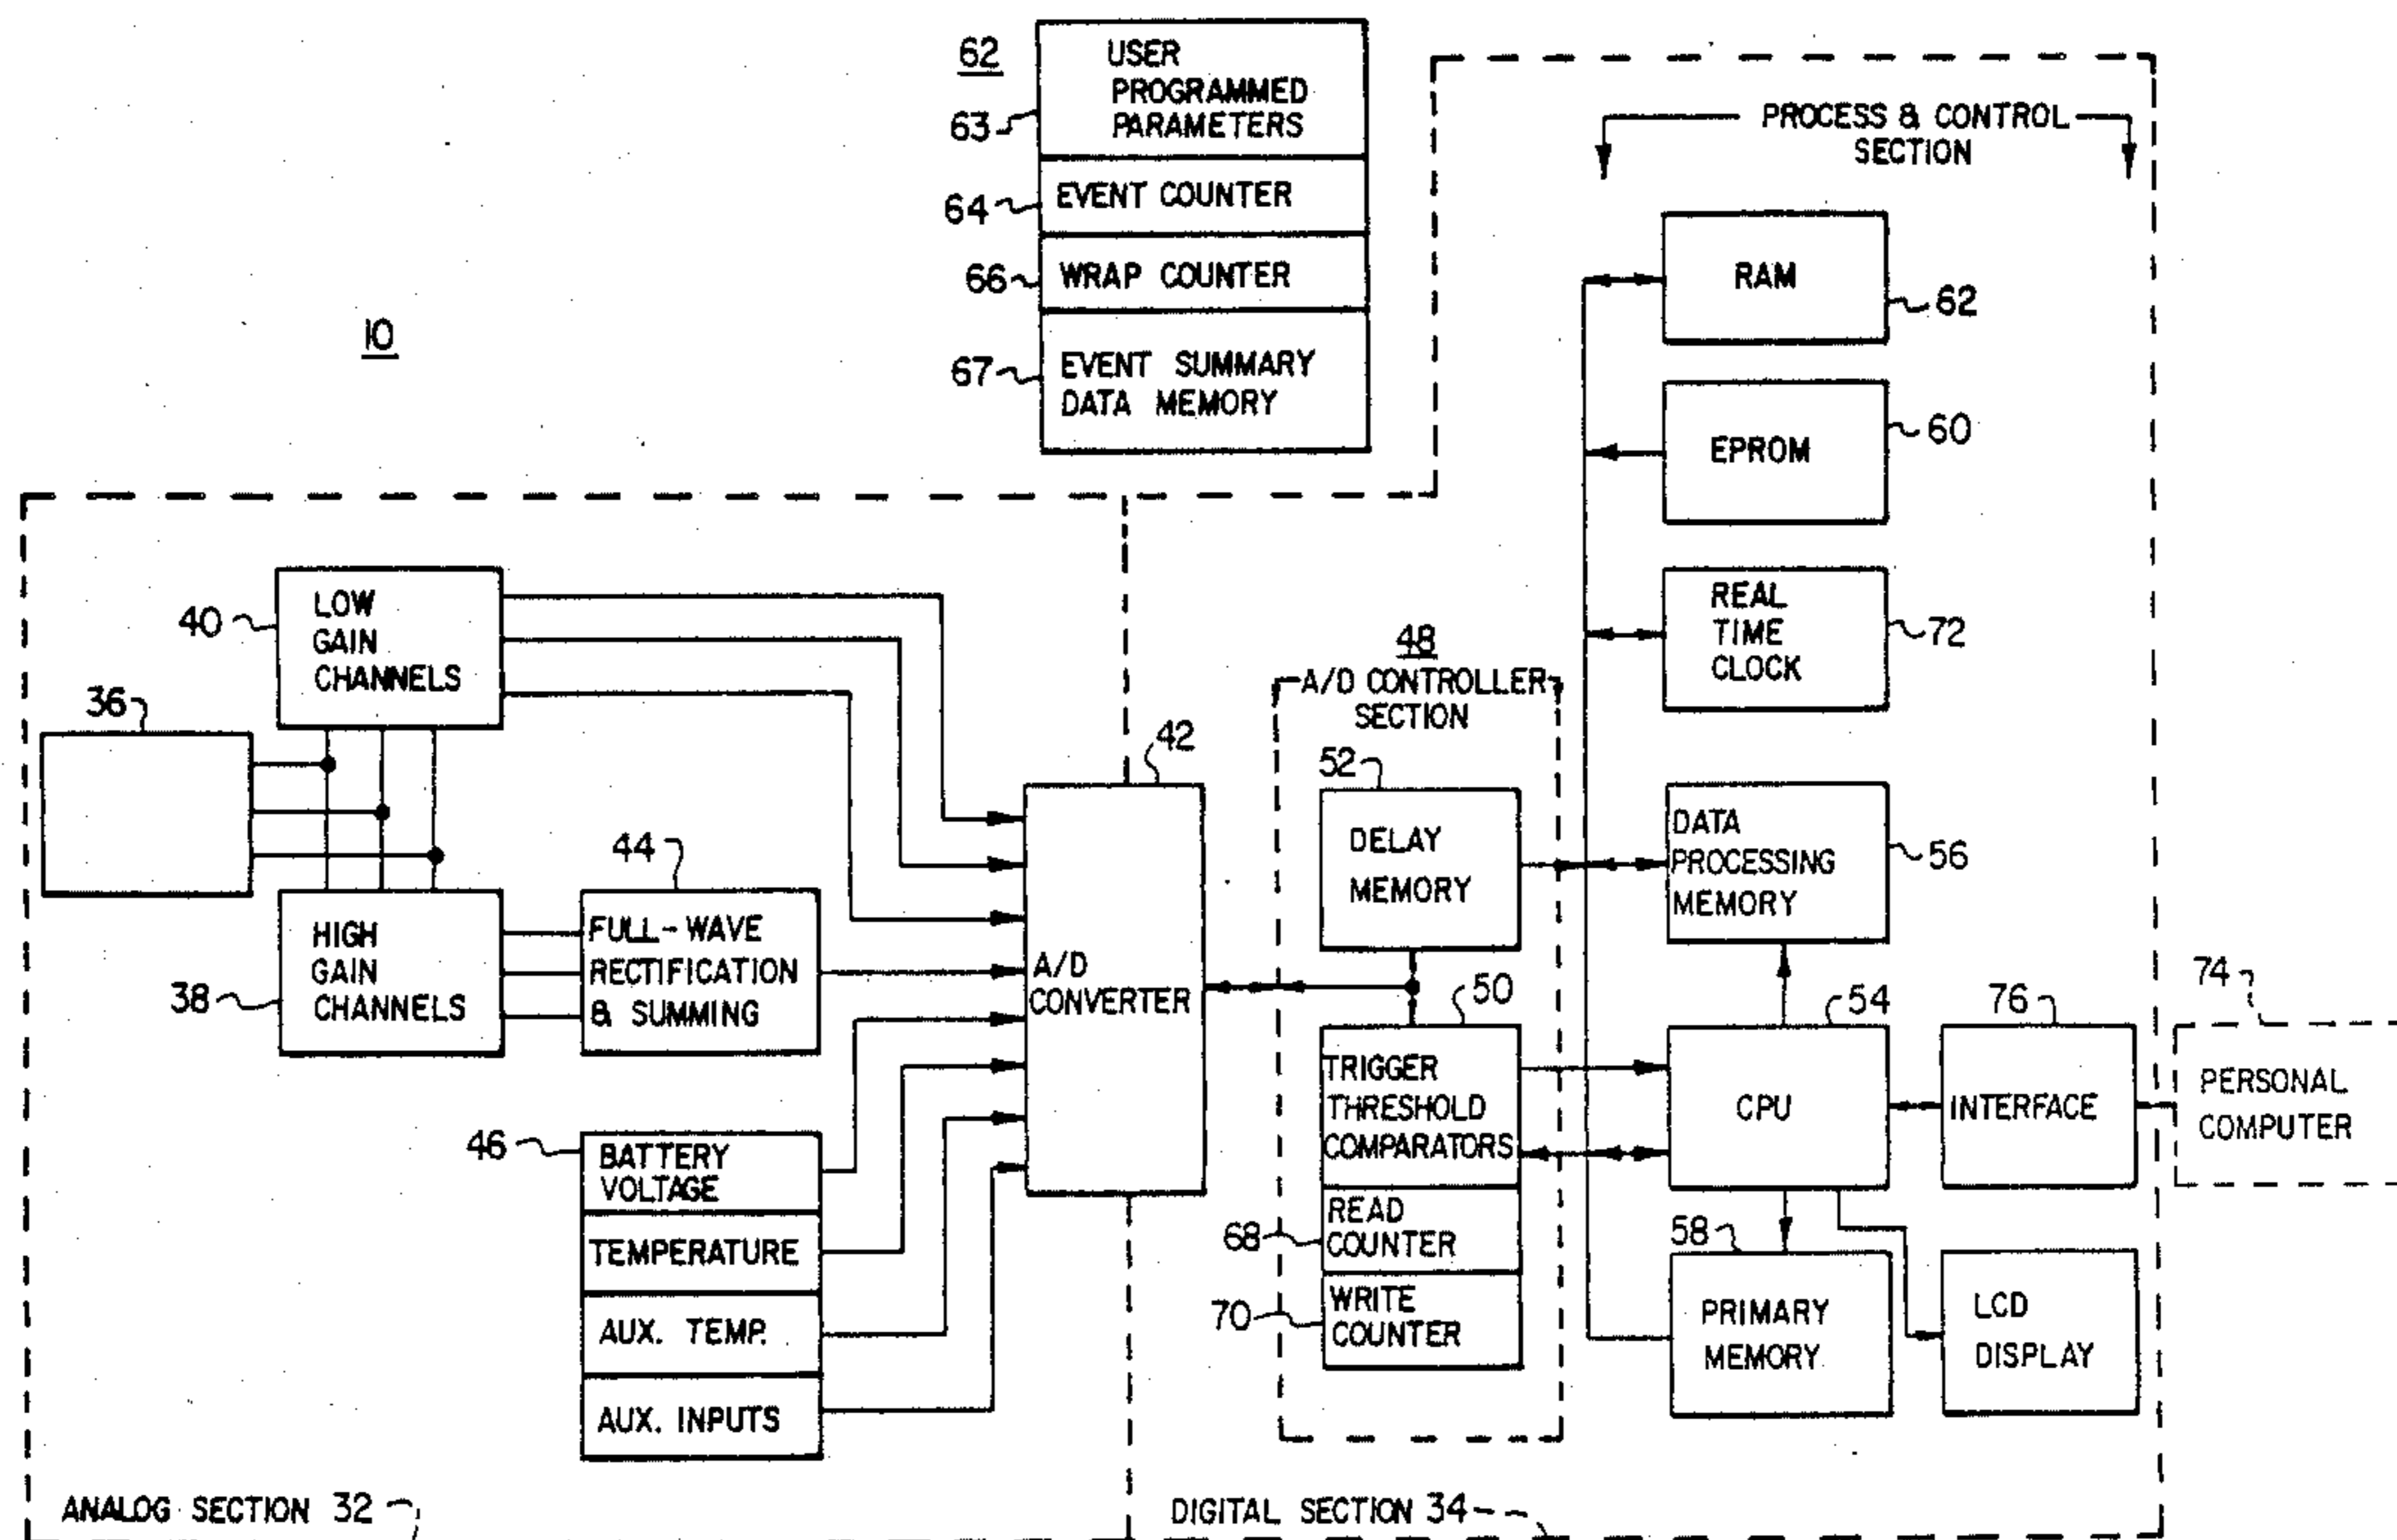 62
USER
PROGRAMMED
PARAMETERS
63
EVENT COUNTER
64
WRAP COUNTER
66
EVENT SUMMARY
DATA MEMORY
67
10
PROCESS & CONTROL
SECTION
RAM
62
EPROM
60
REAL
TIME
CLOCK
72
LOW
GAIN
CHANNELS
40
36
HIGH
GAIN
CHANNELS
38
44
FULL-WAVE
RECTIFICATION
& SUMMING
42
A/D
CONVERTER
46
BATTERY
VOLTAGE
TEMPERATURE
AUX. TEMP.
AUX. INPUTS
48
A/D CONTROLLER
SECTION
52
DELAY
MEMORY
50
TRIGGER
THRESHOLD
COMPARATORS
68
READ
COUNTER
70
WRITE
COUNTER
DATA
PROCESSING
MEMORY
56
54
CPU
76
INTERFACE
74
PERSONAL
COMPUTER
58
PRIMARY
MEMORY
LCD
DISPLAY
ANALOG SECTION 32
DIGITAL SECTION 34